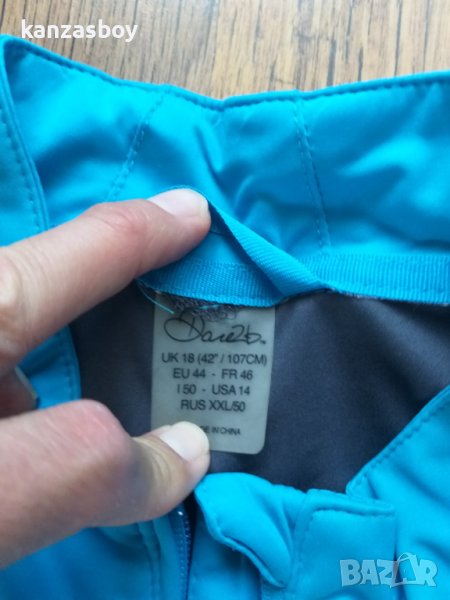 kanzasboy
Dare2b.
UK 18 (42"/107CM)
EU 44 - FR 46
I 50 - USA 14
RUS XXL/50
IN CHINA
BAZAR